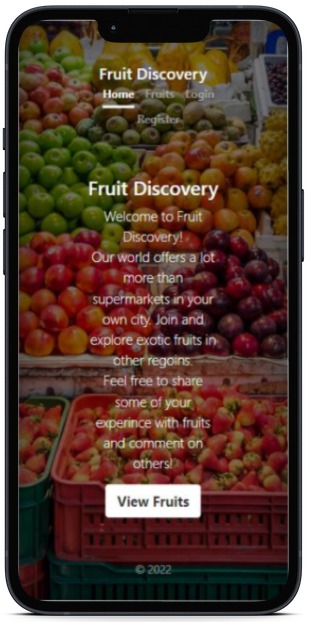 Fruit Discovery
Home Fruits Login
Register
Fruit Discovery
Welcome to Fruit
Discovery!
Our world offers a lot
more than
supermarkets in your
own city. Join and
explore exotic fruits in
other regoins.
Feel free to share
some of your
experince with fruits
and comment on
others!
View Fruits
© 2022